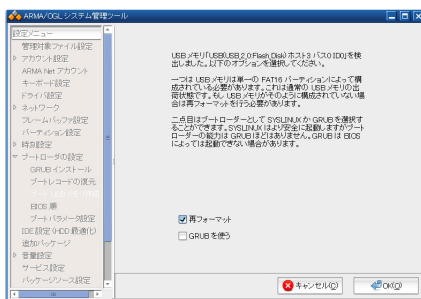 ARMA/OGL システム管理ツール
設定メニュー
管理対象ファイル設定
アカウント設定
ARMA Net アカウント
キーボード設定
ドライバ設定
ネットワーク
フレームバッファ設定
パーティション設定
時刻設定
ブートローダの設定
GRUB インストール
ブートレコードの復元
BIOS 順
ブートパラメータ設定
IDE 設定 (HDD 最適化)
追加パッケージ
音量設定
サービス設定
パッケージソース設定
USB メモリ「USB(USB 2.0 Flash Disk) ホスト3 バス0 ID0」を検
出しました。以下のオプションを選択してください。
一つは USB メモリは単一の FAT16 パーティションによって構
成されている必要があります。これは通常の USB メモリの出
荷状態です。もし USB メモリがそのように構成されていない場
合は再フォーマットを行う必要があります。
二点目はブートローダーとして SYSLINUX か GRUB を選択す
ることができます。SYSLINUX はより安全に起動しますがブート
ローダーの能力は GRUB ほどはありません。GRUB は BIOS
によっては起動できない場合があります。
再フォーマット
GRUB を使う
キャンセル(C)
OK(O)